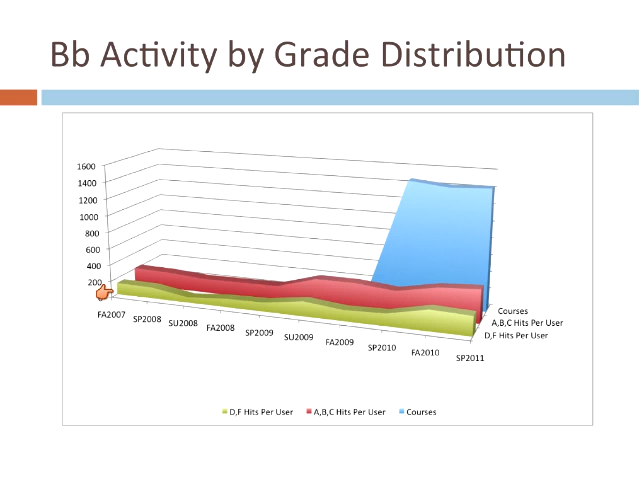 Bb Activity by Grade Distribution
1600
1400
1200
1000
800
600
400
200
FA2007
SP2008
SU2008
FA2008
SP2009
SU2009
FA2009
SP2010
FA2010
SP2011
Courses
A,B,C Hits Per User
D,F Hits Per User
D,F Hits Per User A,B,C Hits Per User Courses